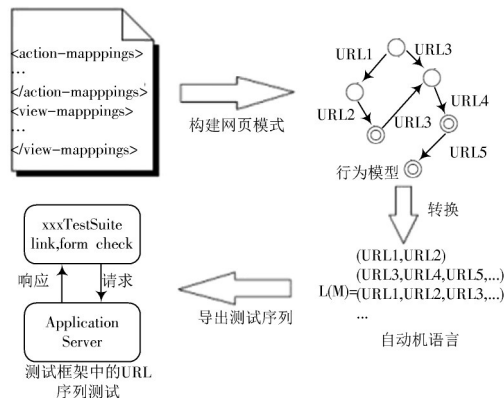 <action-mapppings>
...
</action-mapppings>
<view-mapppings>
...
</view-mapppings>
构建网页模式
URL1
URL3
URL2
URL3
URL4
URL5
行为模型
转换
(URL1,URL2)
(URL3,URL4,URL5,...)
L(M)=(URL1,URL2,URL3,...)
...
自动机语言
导出测试序列
xxxTestSuite
link,form check
响应
请求
Application
Server
测试框架中的URL
序列测试